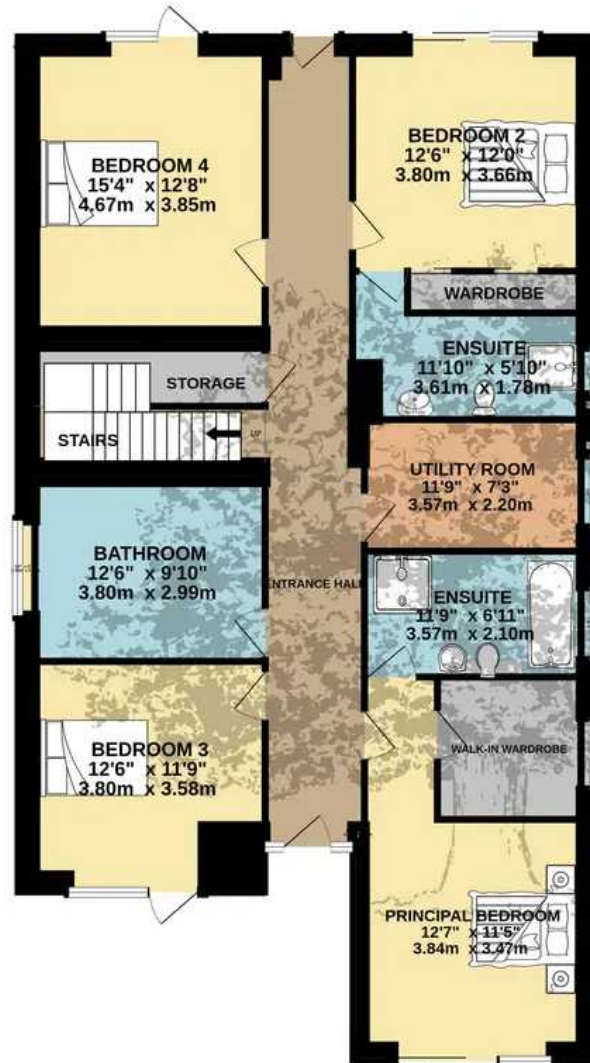 BEDROOM 4
15'4" x 12'8"
4.67m x 3.85m
BEDROOM 2
12'6" x 12'0"
3.80m x 3.66m
WARDROBE
ENSUITE
11'10" x 5'10"
3.61m x 1.78m
STORAGE
STAIRS
UP
UTILITY ROOM
11'9" x 7'3"
3.57m x 2.20m
BATHROOM
12'6" x 9'10"
3.80m x 2.99m
ENTRANCE HALL
ENSUITE
11'9" x 6'11"
3.57m x 2.10m
BEDROOM 3
12'6" x 11'9"
3.80m x 3.58m
WALK-IN WARDROBE
PRINCIPAL BEDROOM
12'7" x 11'5"
3.84m x 3.47m